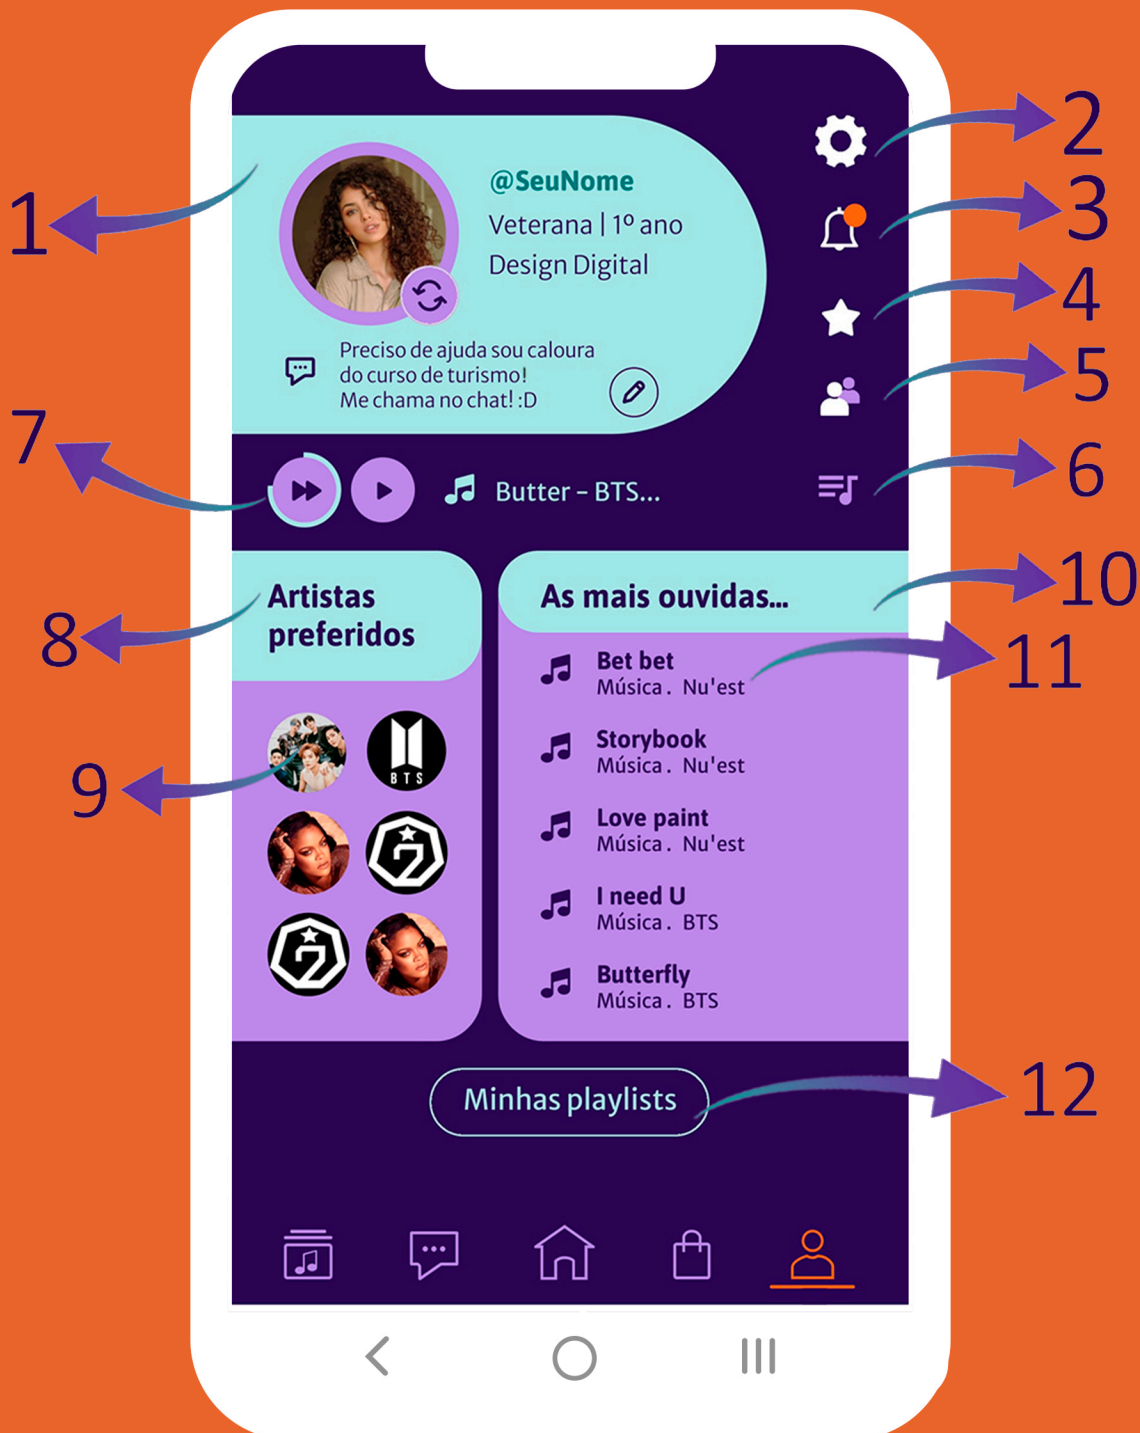 1
2
3
4
5
6
7
8
9
10
11
12
@SeuNome
Veterana | 1º ano
Design Digital
Preciso de ajuda sou caloura
do curso de turismo!
Me chama no chat! :D
Butter – BTS...
Artistas
preferidos
BTS
As mais ouvidas...
Bet bet
Música . Nu'est
Storybook
Música . Nu'est
Love paint
Música . Nu'est
I need U
Música . BTS
Butterfly
Música . BTS
Minhas playlists